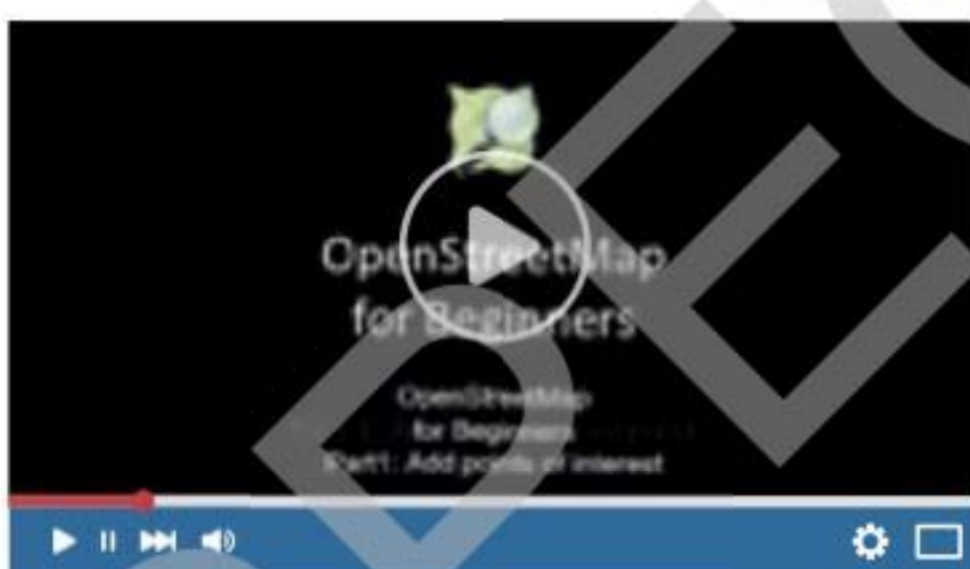 OpenStreetMap
for Beginners
OpenStreetMap
for Beginners
Part1: Add points of interest